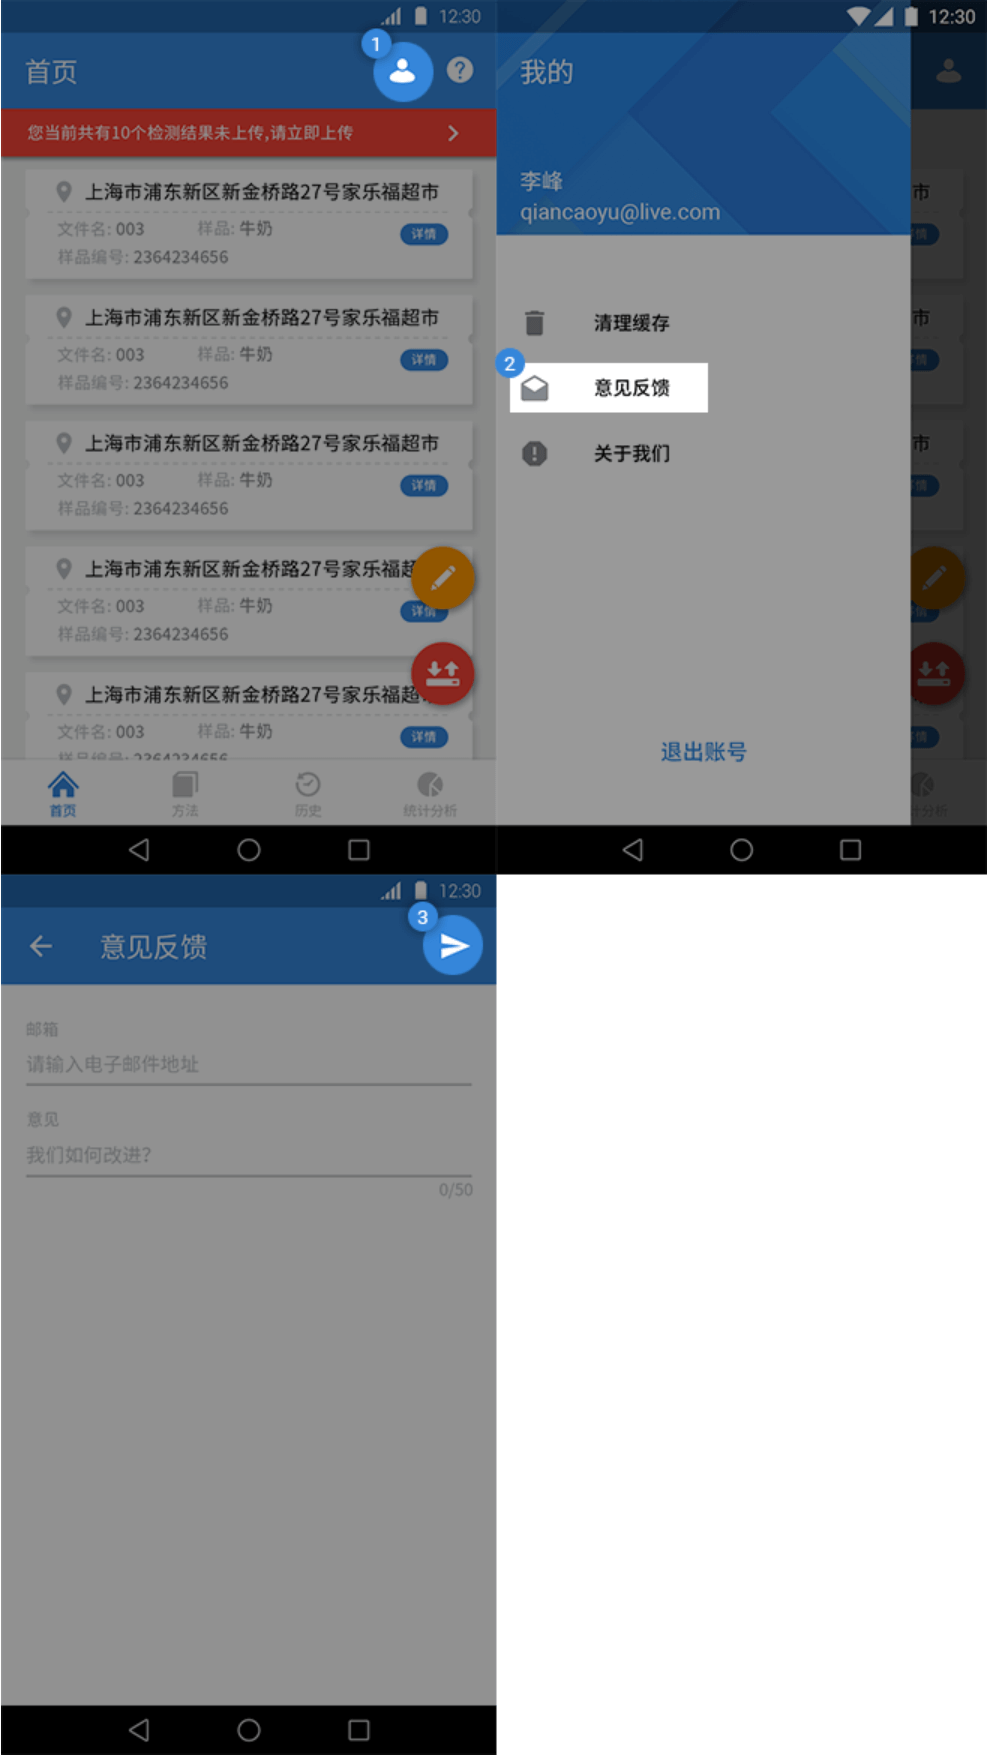 12:30
1
首页
您当前共有10个检测结果未上传,请立即上传
上海市浦东新区新金桥路27号家乐福超市
文件名: 003 样品: 牛奶 详情
样品编号: 2364234656
上海市浦东新区新金桥路27号家乐福超市
文件名: 003 样品: 牛奶 详情
样品编号: 2364234656
上海市浦东新区新金桥路27号家乐福超市
文件名: 003 样品: 牛奶 详情
样品编号: 2364234656
上海市浦东新区新金桥路27号家乐福超
文件名: 003 样品: 牛奶 详情
样品编号: 2364234656
上海市浦东新区新金桥路27号家乐福超
文件名: 003 样品: 牛奶 详情
样品编号: 2364234656
首页 方法 历史 统计分析
12:30
我的
李峰
qiancaoyu@live.com
清理缓存
2
意见反馈
关于我们
退出账号
市
情
市
情
市
情
情
分析
12:30
3
意见反馈
邮箱
请输入电子邮件地址
意见
我们如何改进?
0/50